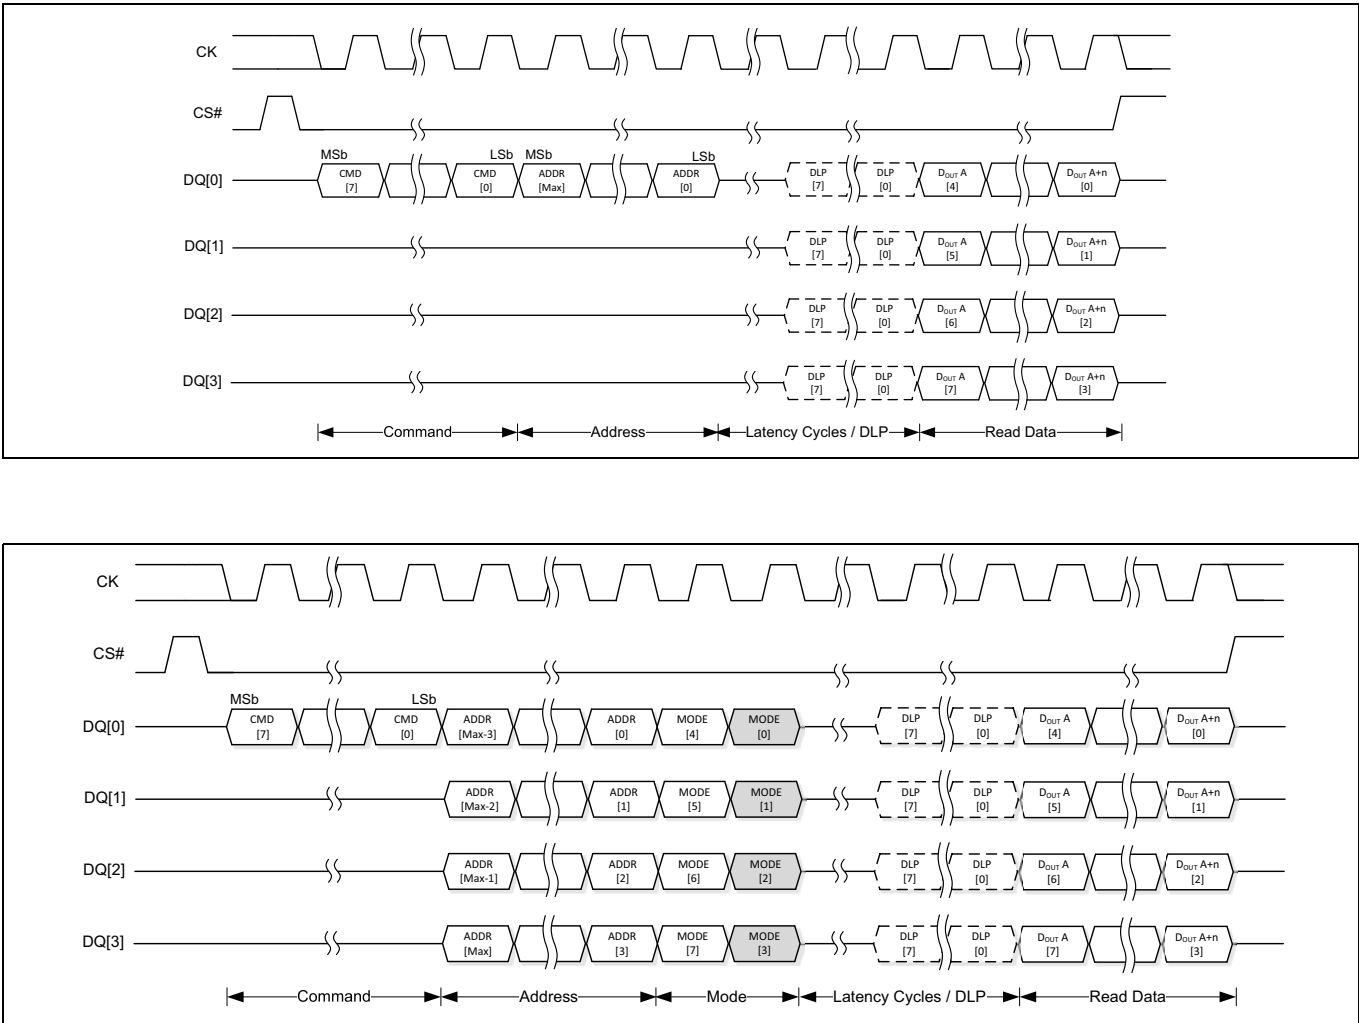 CK
CS#
MSb LSb MSb LSb
DQ[0] CMD [7] CMD [0] ADDR [Max] ADDR [0] DLP [7] DLP [0] DOUT A [4] DOUT A+n [0]
DQ[1] DLP [7] DLP [0] DOUT A [5] DOUT A+n [1]
DQ[2] DLP [7] DLP [0] DOUT A [6] DOUT A+n [2]
DQ[3] DLP [7] DLP [0] DOUT A [7] DOUT A+n [3]
Command Address Latency Cycles / DLP Read Data
CK
CS#
MSb LSb
DQ[0] CMD [7] CMD [0] ADDR [Max-3] ADDR [0] MODE [4] MODE [0] DLP [7] DLP [0] DOUT A [4] DOUT A+n [0]
DQ[1] ADDR [Max-2] ADDR [1] MODE [5] MODE [1] DLP [7] DLP [0] DOUT A [5] DOUT A+n [1]
DQ[2] ADDR [Max-1] ADDR [2] MODE [6] MODE [2] DLP [7] DLP [0] DOUT A [6] DOUT A+n [2]
DQ[3] ADDR [Max] ADDR [3] MODE [7] MODE [3] DLP [7] DLP [0] DOUT A [7] DOUT A+n [3]
Command Address Mode Latency Cycles / DLP Read Data